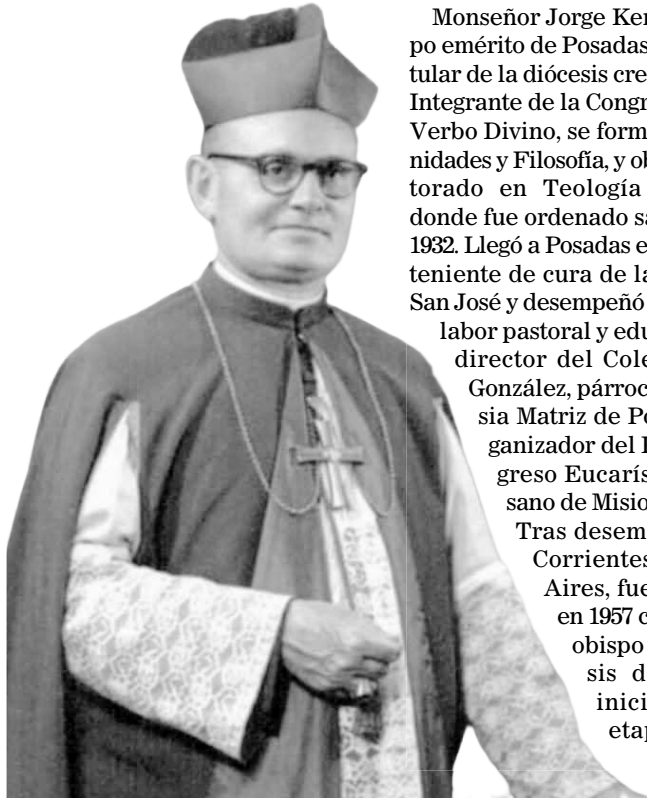 Monseñor Jorge Ker
po emérito de Posadas
tular de la diócesis cre
Integrante de la Congr
Verbo Divino, se form
nidades y Filosofía, y ob
torado en Teología
donde fue ordenado sa
1932. Llegó a Posadas e
teniente de cura de la
San José y desempeñó
labor pastoral y edu
director del Cole
González, párroc
sia Matriz de Po
ganizador del
greso Eucarís
sano de Misio
Tras desem
Corrientes
Aires, fue
en 1957 c
obispo
sis d
inici
etap